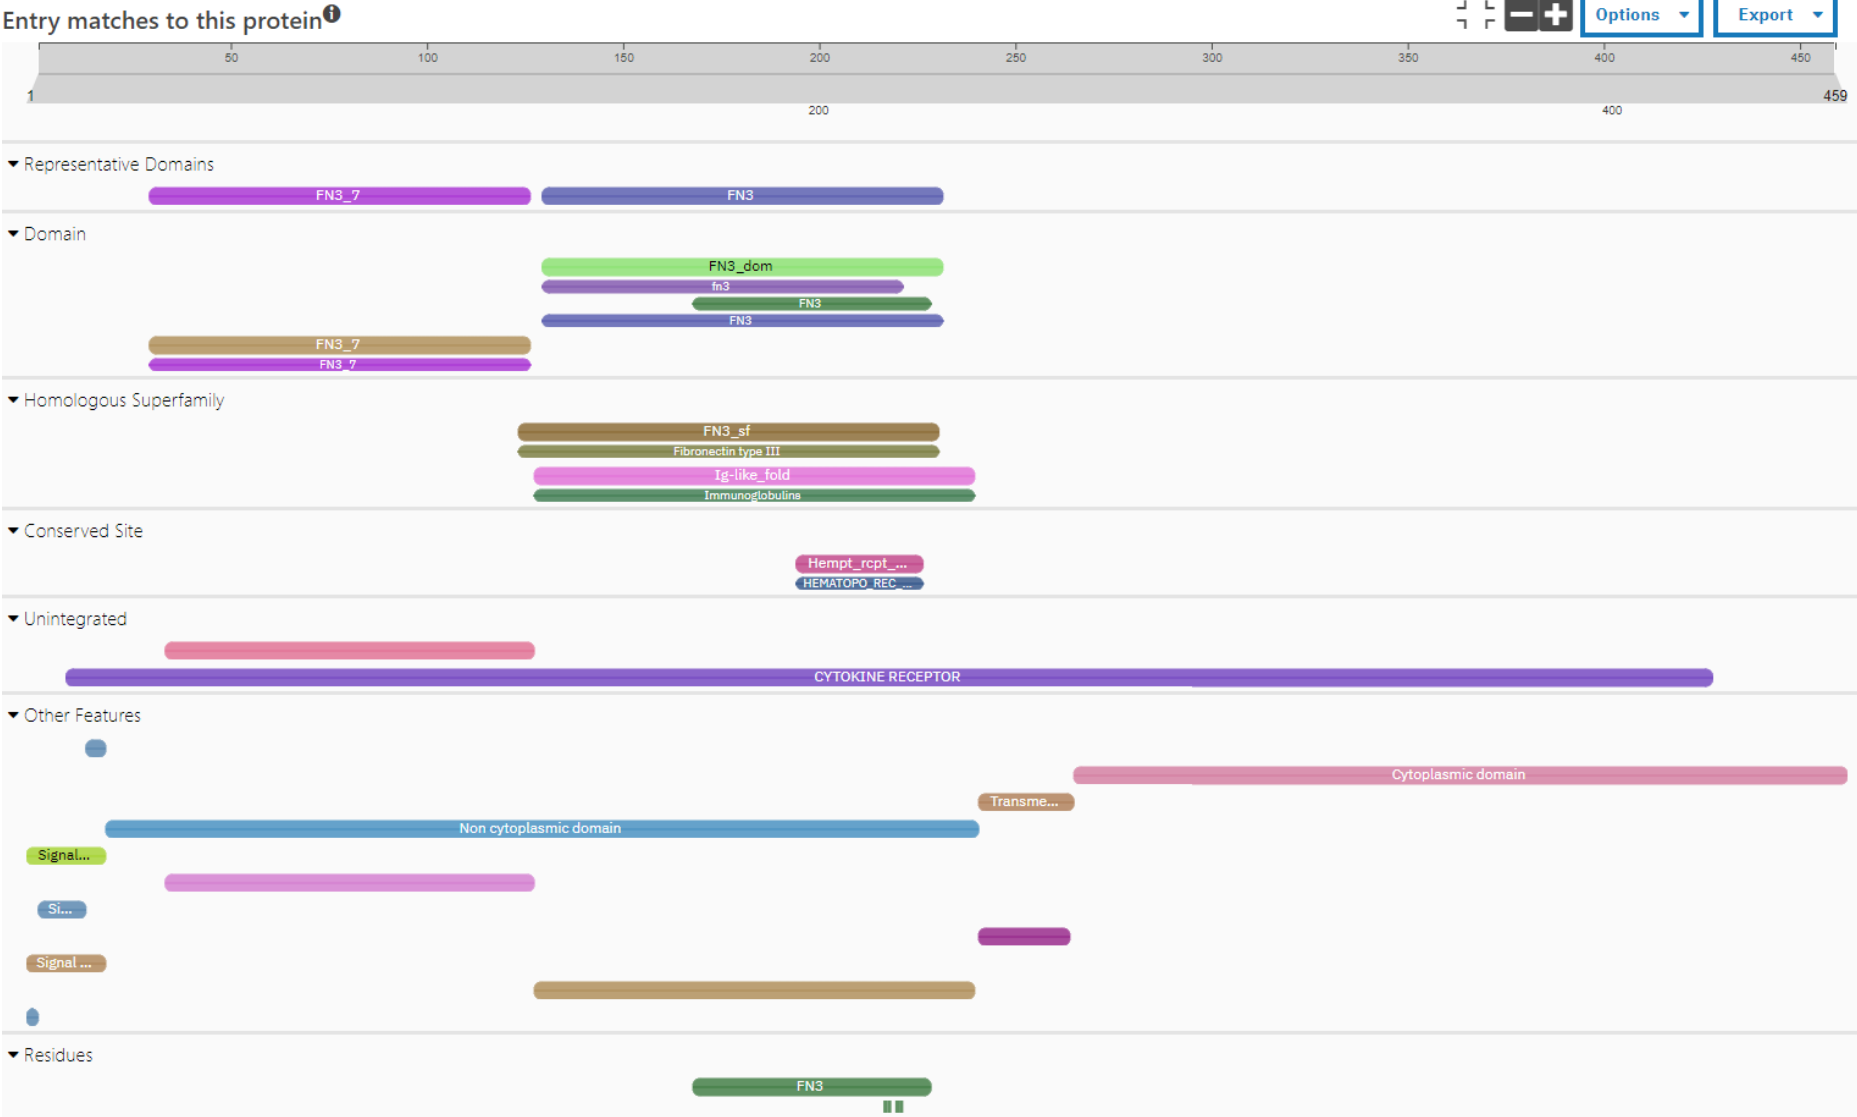 Entry matches to this protein
Options
Export
50 100 150 200 250 300 350 400 450
1 459
200 400
Representative Domains
FN3_7 FN3
Domain
FN3_dom
fn3
FN3
FN3
FN3_7
FN3_7
Homologous Superfamily
FN3_sf
Fibronectin type III
Ig-like_fold
Immunoglobulins
Conserved Site
Hempt_rcpt_...
HEMATOPO_REC_...
Unintegrated
CYTOKINE RECEPTOR
Other Features
Cytoplasmic domain
Transme...
Non cytoplasmic domain
Signal...
Si...
Signal ...
Residues
FN3